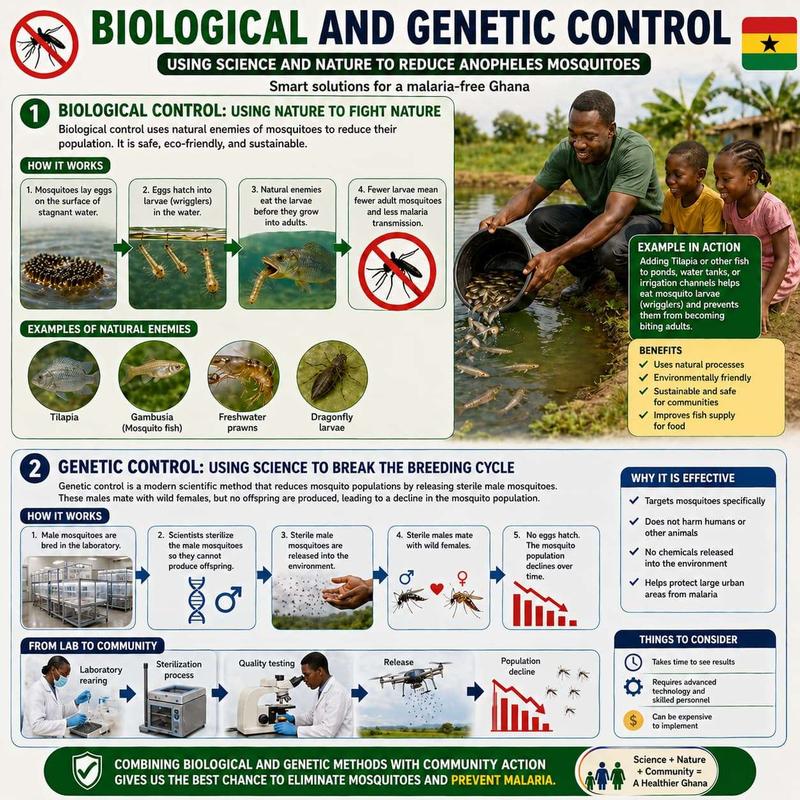 BIOLOGICAL AND GENETIC CONTROL
USING SCIENCE AND NATURE TO REDUCE ANOPHELES MOSQUITOES
Smart solutions for a malaria-free Ghana
1 BIOLOGICAL CONTROL: USING NATURE TO FIGHT NATURE
Biological control uses natural enemies of mosquitoes to reduce their
population. It is safe, eco-friendly, and sustainable.
HOW IT WORKS
1. Mosquitoes lay eggs
on the surface of
stagnant water.
2. Eggs hatch into
larvae (wrigglers)
in the water.
3. Natural enemies
eat the larvae
before they grow
into adults.
4. Fewer larvae mean
fewer adult mosquitoes
and less malaria
transmission.
EXAMPLES OF NATURAL ENEMIES
Tilapia
Gambusia
(Mosquito fish)
Freshwater
prawns
Dragonfly
larvae
EXAMPLE IN ACTION
Adding Tilapia or other fish
to ponds, water tanks, or
irrigation channels helps
eat mosquito larvae
(wrigglers) and prevents
them from becoming
biting adults.
BENEFITS
✓ Uses natural processes
✓ Environmentally friendly
✓ Sustainable and safe
for communities
✓ Improves fish supply
for food
2 GENETIC CONTROL: USING SCIENCE TO BREAK THE BREEDING CYCLE
Genetic control is a modern scientific method that reduces mosquito populations by releasing sterile male mosquitoes.
These males mate with wild females, but no offspring are produced, leading to a decline in the mosquito population.
HOW IT WORKS
1. Male mosquitoes are
bred in the laboratory.
2. Scientists sterilize
the male mosquitoes
so they cannot
produce offspring.
3. Sterile male
mosquitoes are
released into the
environment.
4. Sterile males mate
with wild females.
5. No eggs hatch.
The mosquito
population
declines over
time.
WHY IT IS EFFECTIVE
✓ Targets mosquitoes specifically
✓ Does not harm humans or
other animals
✓ No chemicals released
into the environment
✓ Helps protect large urban
areas from malaria
FROM LAB TO COMMUNITY
Laboratory
rearing
Sterilization
process
Quality testing
Release
Population
decline
THINGS TO CONSIDER
Takes time to see results
Requires advanced
technology and
skilled personnel
$ Can be expensive
to implement
COMBINING BIOLOGICAL AND GENETIC METHODS WITH COMMUNITY ACTION
GIVES US THE BEST CHANCE TO ELIMINATE MOSQUITOES AND PREVENT MALARIA.
Science + Nature
+ Community =
A Healthier Ghana